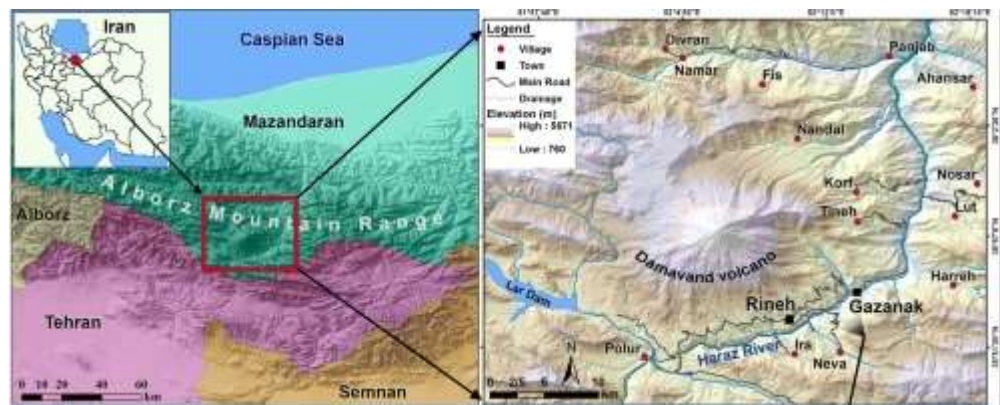 Iran
Caspian Sea
Mazandaran
Alborz Mountain Range
Alborz
Tehran
Semnan
0 10 20 40 60
km
Legend
Village
Town
Main Road
Drainage
Elevation (m)
High : 5671
Low : 760
Divran
Namar
Fis
Panjab
Ahansar
Nandal
Korf
Nosar
Tineh
Lut
Damavand volcano
Lar Dam
Harreh
Rineh
Gazanak
Polur
Haraz River
Ira
Neva
N
km